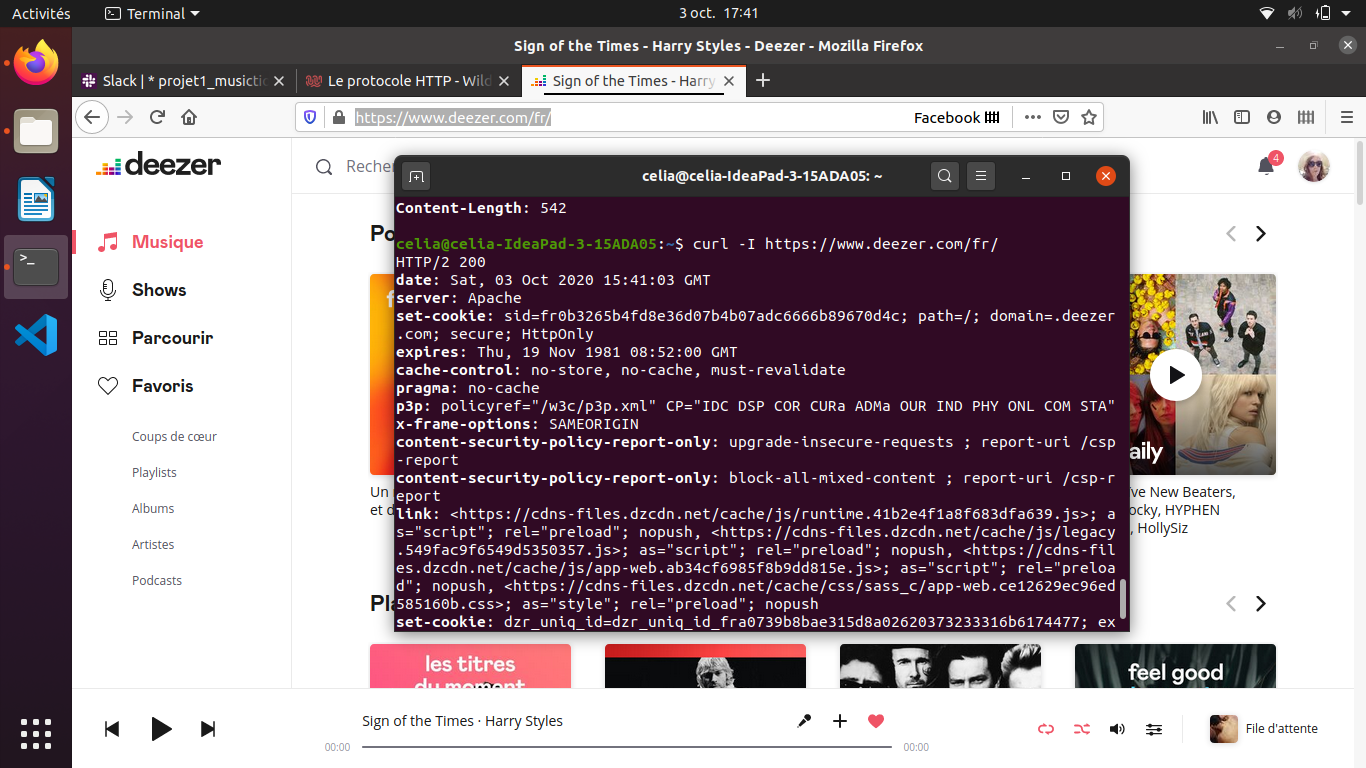 Activités
Terminal
3 oct. 17:41
Sign of the Times - Harry Styles - Deezer - Mozilla Firefox
Slack | * projet1_musictic
Le protocole HTTP - Wild
Sign of the Times - Harry
https://www.deezer.com/fr/
Facebook
deezer
4
Musique
Shows
Parcourir
Favoris
Coups de cœur
Playlists
Albums
Artistes
Podcasts
celia@celia-IdeaPad-3-15ADA05: ~
Content-Length: 542
celia@celia-IdeaPad-3-15ADA05:~$ curl -I https://www.deezer.com/fr/
HTTP/2 200
date: Sat, 03 Oct 2020 15:41:03 GMT
server: Apache
set-cookie: sid=fr0b3265b4fd8e36d07b4b07adc6666b89670d4c; path=/; domain=.deezer
.com; secure; HttpOnly
expires: Thu, 19 Nov 1981 08:52:00 GMT
cache-control: no-store, no-cache, must-revalidate
pragma: no-cache
p3p: policyref="/w3c/p3p.xml" CP="IDC DSP COR CURa ADMa OUR IND PHY ONL COM STA"
x-frame-options: SAMEORIGIN
content-security-policy-report-only: upgrade-insecure-requests ; report-uri /csp
-report
content-security-policy-report-only: block-all-mixed-content ; report-uri /csp-r
eport
link: <https://cdns-files.dzcdn.net/cache/js/runtime.41b2e4f1a8f683dfa639.js>; a
s="script"; rel="preload"; nopush, <https://cdns-files.dzcdn.net/cache/js/legacy
.549fac9f6549d5350357.js>; as="script"; rel="preload"; nopush, <https://cdns-fil
es.dzcdn.net/cache/js/app-web.ab34cf6985f8b9dd815e.js>; as="script"; rel="preloa
d"; nopush, <https://cdns-files.dzcdn.net/cache/css/sass_c/app-web.ce12629ec96ed
585160b.css>; as="style"; rel="preload"; nopush
set-cookie: dzr_uniq_id=dzr_uniq_id_fra0739b8bae315d8a02620373233316b6174477; ex
Un
et d
aily
've New Beaters,
ocky, HYPHEN
, HollySiz
les titres
du moment
feel good
Sign of the Times · Harry Styles
00:00
00:00
File d'attente